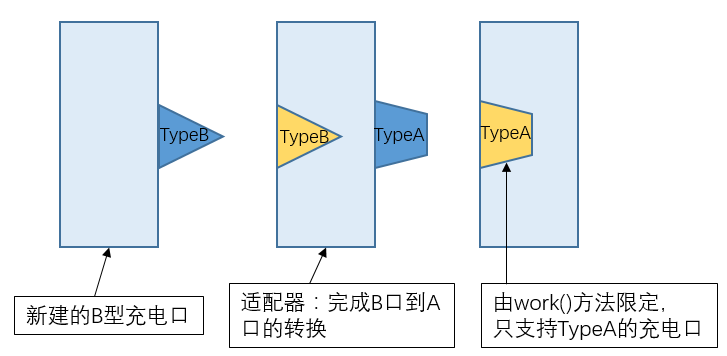 TypeB
TypeB
TypeA
TypeA
新建的B型充电口
适配器：完成B口到A
口的转换
由work()方法限定，
只支持TypeA的充电口